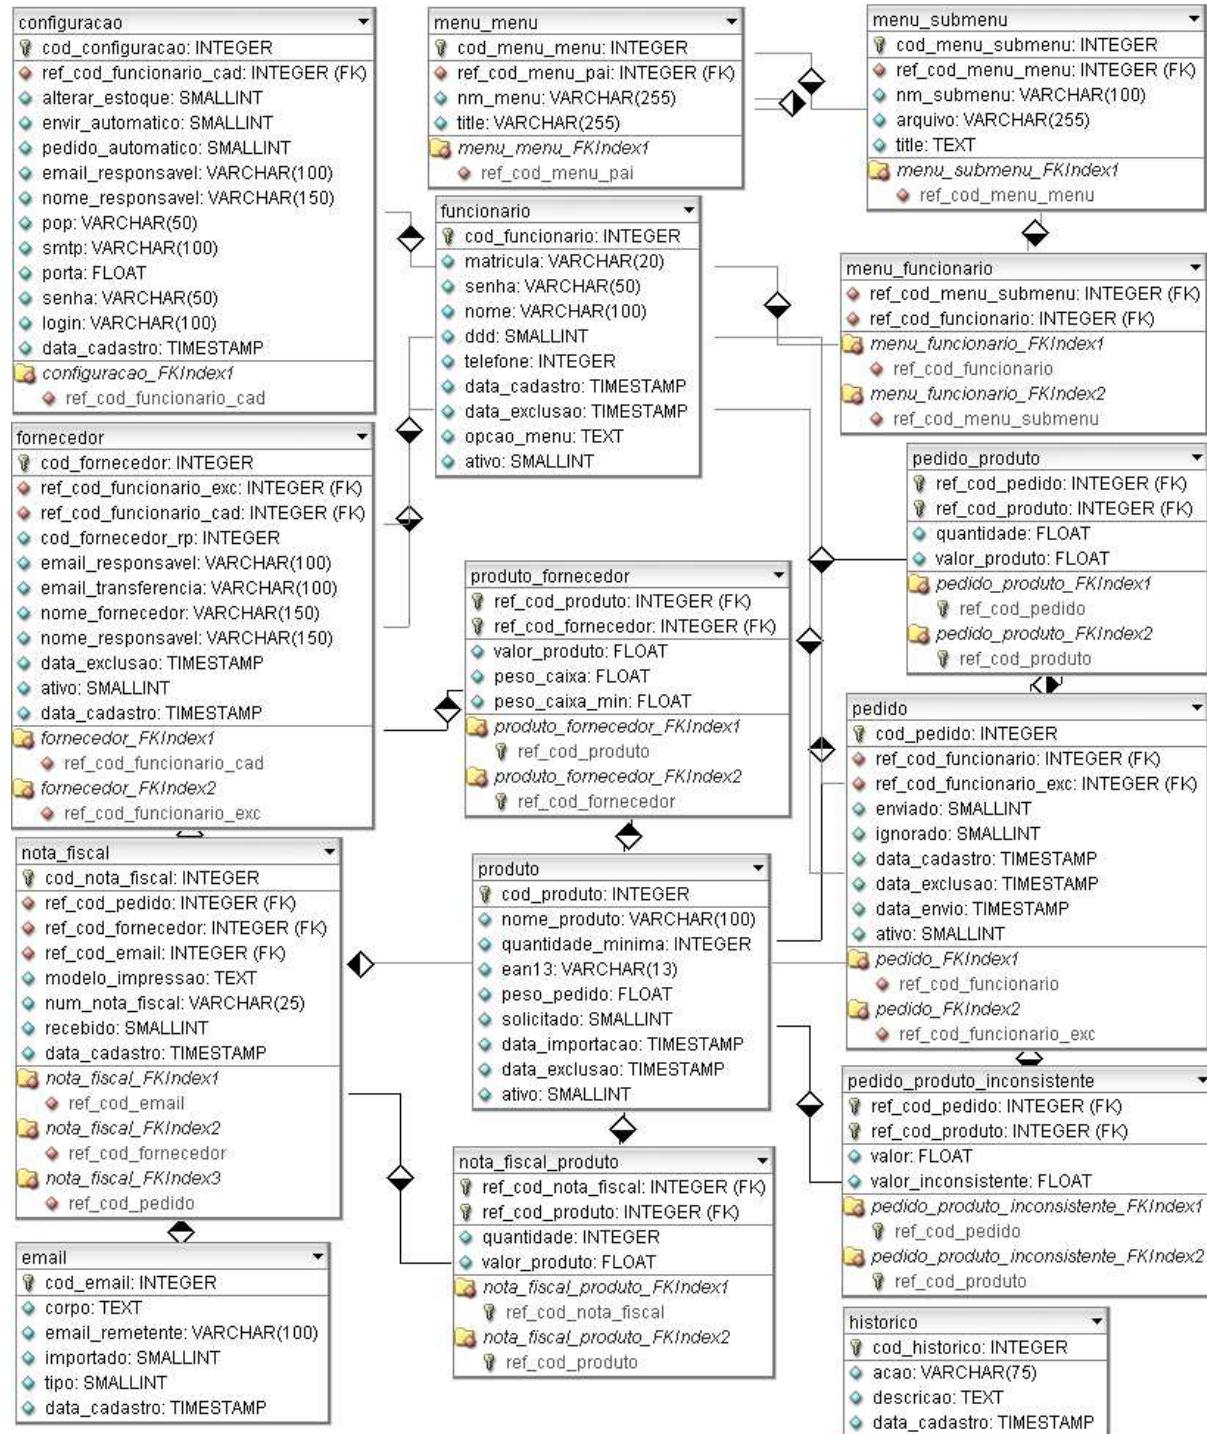 configuracao
cod_configuracao: INTEGER
ref_cod_funcionario_cad: INTEGER (FK)
alterar_estoque: SMALLINT
envir_automatico: SMALLINT
pedido_automatico: SMALLINT
email_responsavel: VARCHAR(100)
nome_responsavel: VARCHAR(150)
pop: VARCHAR(50)
smtp: VARCHAR(100)
porta: FLOAT
senha: VARCHAR(50)
login: VARCHAR(100)
data_cadastro: TIMESTAMP
configuracao_FKIndex1
ref_cod_funcionario_cad
menu_menu
cod_menu_menu: INTEGER
ref_cod_menu_pai: INTEGER (FK)
nm_menu: VARCHAR(255)
title: VARCHAR(255)
menu_menu_FKIndex1
ref_cod_menu_pai
menu_submenu
cod_menu_submenu: INTEGER
ref_cod_menu_menu: INTEGER (FK)
nm_submenu: VARCHAR(100)
arquivo: VARCHAR(255)
title: TEXT
menu_submenu_FKIndex1
ref_cod_menu_menu
funcionario
cod_funcionario: INTEGER
matricula: VARCHAR(20)
senha: VARCHAR(50)
nome: VARCHAR(100)
ddd: SMALLINT
telefone: INTEGER
data_cadastro: TIMESTAMP
data_exclusao: TIMESTAMP
opcao_menu: TEXT
ativo: SMALLINT
menu_funcionario
ref_cod_menu_submenu: INTEGER (FK)
ref_cod_funcionario: INTEGER (FK)
menu_funcionario_FKIndex1
ref_cod_funcionario
menu_funcionario_FKIndex2
ref_cod_menu_submenu
fornecedor
cod_fornecedor: INTEGER
ref_cod_funcionario_exc: INTEGER (FK)
ref_cod_funcionario_cad: INTEGER (FK)
cod_fornecedor_rp: INTEGER
email_responsavel: VARCHAR(100)
email_transferência: VARCHAR(100)
nome_fornecedor: VARCHAR(150)
nome_responsavel: VARCHAR(150)
data_exclusao: TIMESTAMP
ativo: SMALLINT
data_cadastro: TIMESTAMP
fornecedor_FKIndex1
ref_cod_funcionario_cad
fornecedor_FKIndex2
ref_cod_funcionario_exc
produto_fornecedor
ref_cod_produto: INTEGER (FK)
ref_cod_fornecedor: INTEGER (FK)
valor_produto: FLOAT
peso_caixa: FLOAT
peso_caixa_min: FLOAT
produto_fornecedor_FKIndex1
ref_cod_produto
produto_fornecedor_FKIndex2
ref_cod_fornecedor
pedido_produto
ref_cod_pedido: INTEGER (FK)
ref_cod_produto: INTEGER (FK)
quantidade: FLOAT
valor_produto: FLOAT
pedido_produto_FKIndex1
ref_cod_pedido
pedido_produto_FKIndex2
ref_cod_produto
pedido
cod_pedido: INTEGER
ref_cod_funcionario: INTEGER (FK)
ref_cod_funcionario_exc: INTEGER (FK)
enviado: SMALLINT
ignorado: SMALLINT
data_cadastro: TIMESTAMP
data_exclusao: TIMESTAMP
data_envio: TIMESTAMP
ativo: SMALLINT
pedido_FKIndex1
ref_cod_funcionario
pedido_FKIndex2
ref_cod_funcionario_exc
nota_fiscal
cod_nota_fiscal: INTEGER
ref_cod_pedido: INTEGER (FK)
ref_cod_fornecedor: INTEGER (FK)
ref_cod_email: INTEGER (FK)
modelo_impressao: TEXT
num_nota_fiscal: VARCHAR(25)
recebido: SMALLINT
data_cadastro: TIMESTAMP
nota_fiscal_FKIndex1
ref_cod_email
nota_fiscal_FKIndex2
ref_cod_fornecedor
nota_fiscal_FKIndex3
ref_cod_pedido
produto
cod_produto: INTEGER
nome_produto: VARCHAR(100)
quantidade_minima: INTEGER
ean13: VARCHAR(13)
peso_pedido: FLOAT
solicitado: SMALLINT
data_importacao: TIMESTAMP
data_exclusao: TIMESTAMP
ativo: SMALLINT
pedido_produto_inconsistente
ref_cod_pedido: INTEGER (FK)
ref_cod_produto: INTEGER (FK)
valor: FLOAT
valor_inconsistente: FLOAT
pedido_produto_inconsistente_FKIndex1
ref_cod_pedido
pedido_produto_inconsistente_FKIndex2
ref_cod_produto
nota_fiscal_produto
ref_cod_nota_fiscal: INTEGER (FK)
ref_cod_produto: INTEGER (FK)
quantidade: INTEGER
valor_produto: FLOAT
nota_fiscal_produto_FKIndex1
ref_cod_nota_fiscal
nota_fiscal_produto_FKIndex2
ref_cod_produto
email
cod_email: INTEGER
corpo: TEXT
email_remetente: VARCHAR(100)
importado: SMALLINT
tipo: SMALLINT
data_cadastro: TIMESTAMP
historico
cod_historico: INTEGER
acao: VARCHAR(75)
descricao: TEXT
data_cadastro: TIMESTAMP